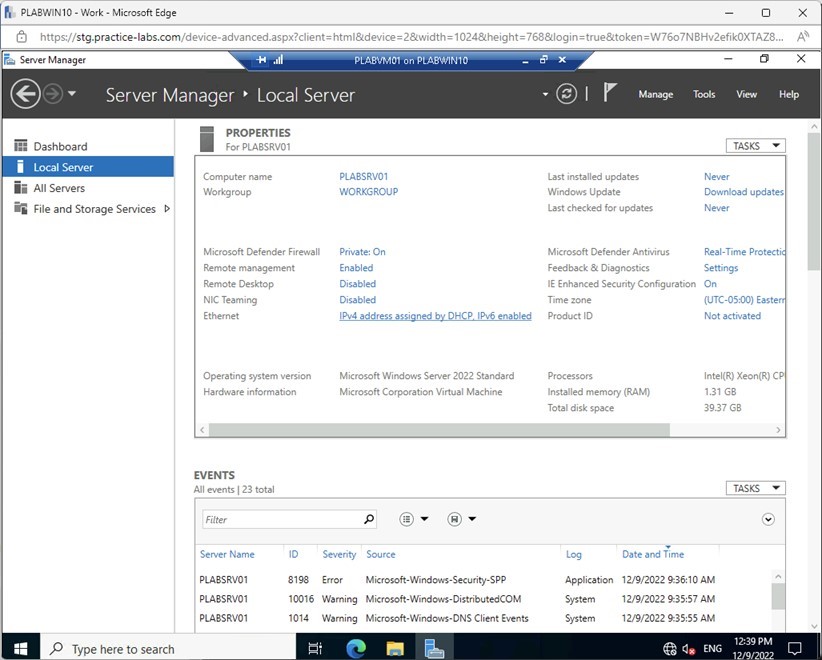 PLABWIN10 - Work - Microsoft Edge
https://stg.practice-labs.com/device-advanced.aspx?client=html&device=2&width=1024&height=768&login=true&token=W76o7NBHv2efik0XTAZ8...
Server Manager
PLABVM01 on PLABWIN10
Server Manager • Local Server
Manage Tools View Help
Dashboard
Local Server
All Servers
File and Storage Services
PROPERTIES
For PLABSRV01
TASKS
Computer name PLABSRV01 Last installed updates Never
Workgroup WORKGROUP Windows Update Download updates
Last checked for updates Never
Microsoft Defender Firewall Private: On Microsoft Defender Antivirus Real-Time Protectio
Remote management Enabled Feedback & Diagnostics Settings
Remote Desktop Disabled IE Enhanced Security Configuration On
NIC Teaming Disabled Time zone (UTC-05:00) Eastern
Ethernet IPv4 address assigned by DHCP, IPv6 enabled Product ID Not activated
Operating system version Microsoft Windows Server 2022 Standard Processors Intel(R) Xeon(R) CP
Hardware information Microsoft Corporation Virtual Machine Installed memory (RAM) 1.31 GB
Total disk space 39.37 GB
EVENTS
All events | 23 total
TASKS
Filter
Server Name ID Severity Source Log Date and Time
PLABSRV01 8198 Error Microsoft-Windows-Security-SPP Application 12/9/2022 9:36:10 AM
PLABSRV01 10016 Warning Microsoft-Windows-DistributedCOM System 12/9/2022 9:35:57 AM
PLABSRV01 1014 Warning Microsoft-Windows-DNS Client Events System 12/9/2022 9:35:55 AM
Type here to search
ENG
12:39 PM
12/9/2022